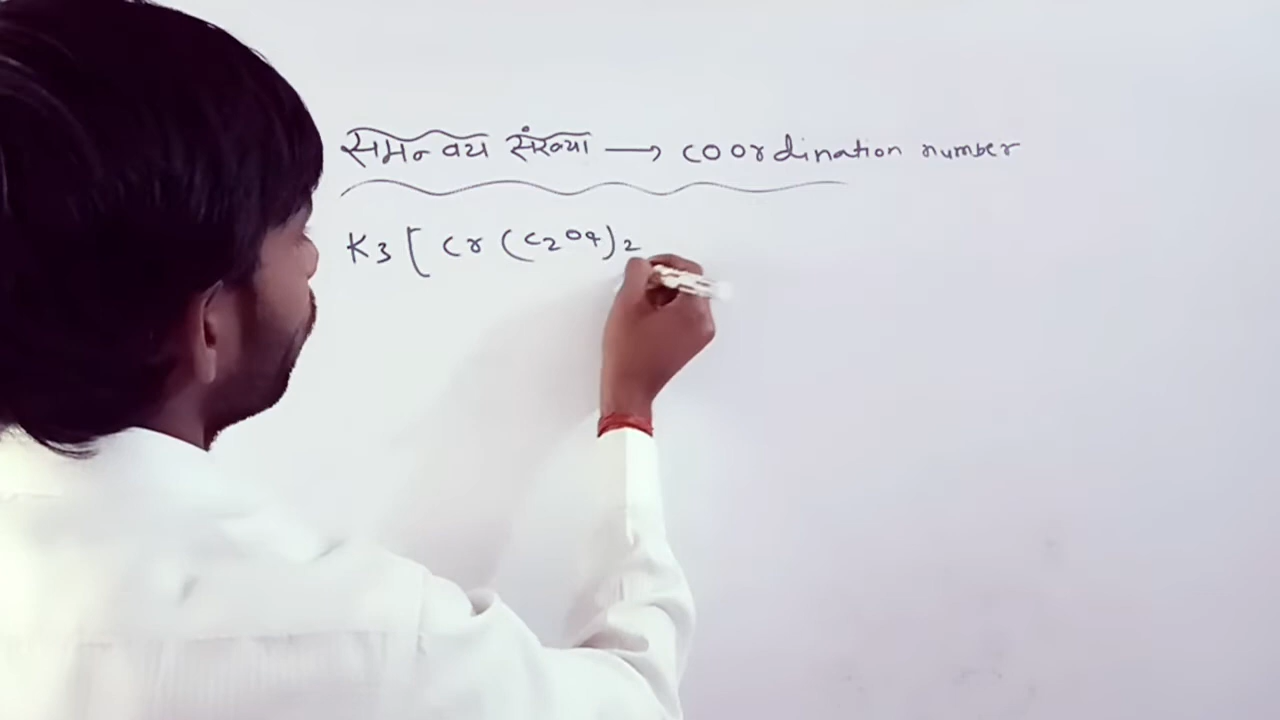 समन्वय संख्या → coordination number
K3 [ Cr (C2O4)2